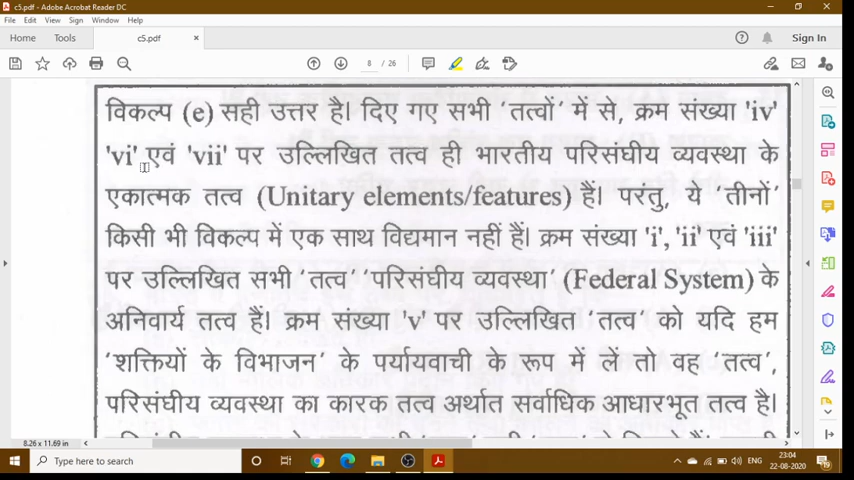 c5.pdf - Adobe Acrobat Reader DC
File Edit View Sign Window Help
Home Tools c5.pdf × Sign In
8 / 26
विकल्प (e) सही उत्तर है। दिए गए सभी 'तत्वों' में से, क्रम संख्या 'iv'
'vi' एवं 'vii' पर उल्लिखित तत्व ही भारतीय परिसंघीय व्यवस्था के
एकात्मक तत्व (Unitary elements/features) हैं। परंतु, ये 'तीनों'
किसी भी विकल्प में एक साथ विद्यमान नहीं हैं। क्रम संख्या 'i', 'ii' एवं 'iii'
पर उल्लिखित सभी 'तत्व' 'परिसंघीय व्यवस्था' (Federal System) के
अनिवार्य तत्व हैं। क्रम संख्या 'v' पर उल्लिखित 'तत्व' को यदि हम
'शक्तियों के विभाजन' के पर्यायवाची के रूप में लें तो वह 'तत्व',
परिसंघीय व्यवस्था का कारक तत्व अर्थात सर्वाधिक आधारभूत तत्व है।
8.26 x 11.69 in
Type here to search
ENG
23:04
22-08-2020